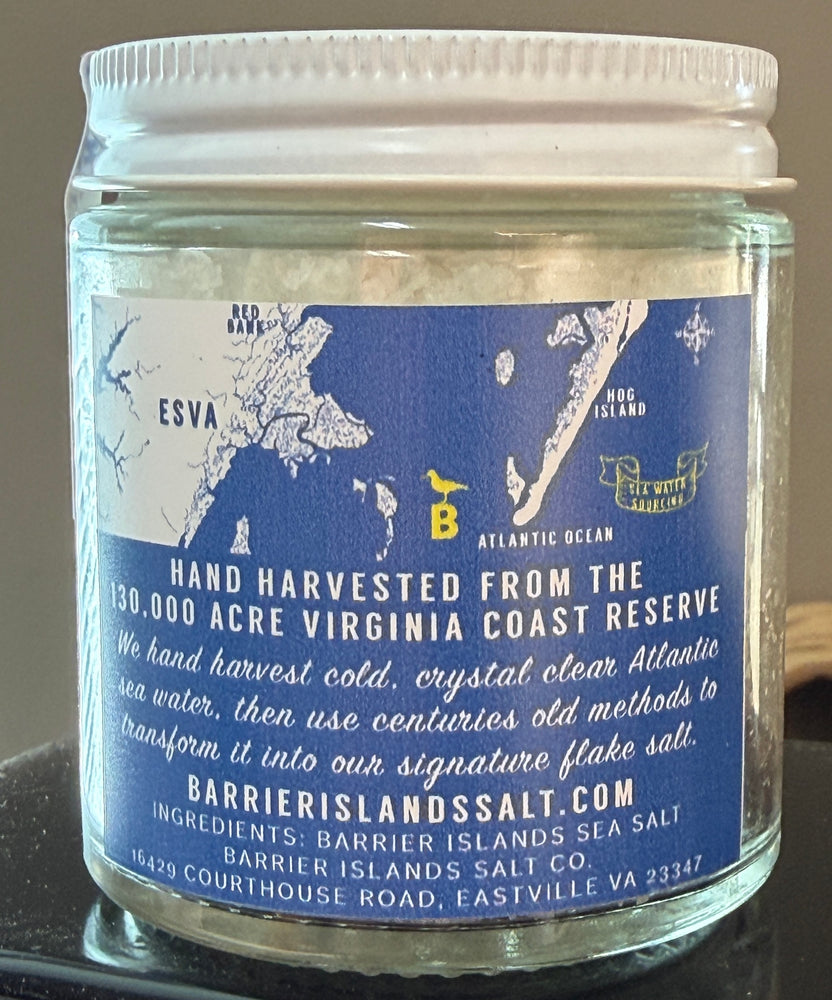 RED
BANK
ESVA
HOG
ISLAND
SEA WATER
SOURCING
B
ATLANTIC OCEAN
HAND HARVESTED FROM THE
130,000 ACRE VIRGINIA COAST RESERVE
We hand harvest cold, crystal clear Atlantic
sea water, then use centuries old methods to
transform it into our signature flake salt.
BARRIERISLANDSSALT.COM
INGREDIENTS: BARRIER ISLANDS SEA SALT
BARRIER ISLANDS SALT CO.
16429 COURTHOUSE ROAD, EASTVILLE VA 23347